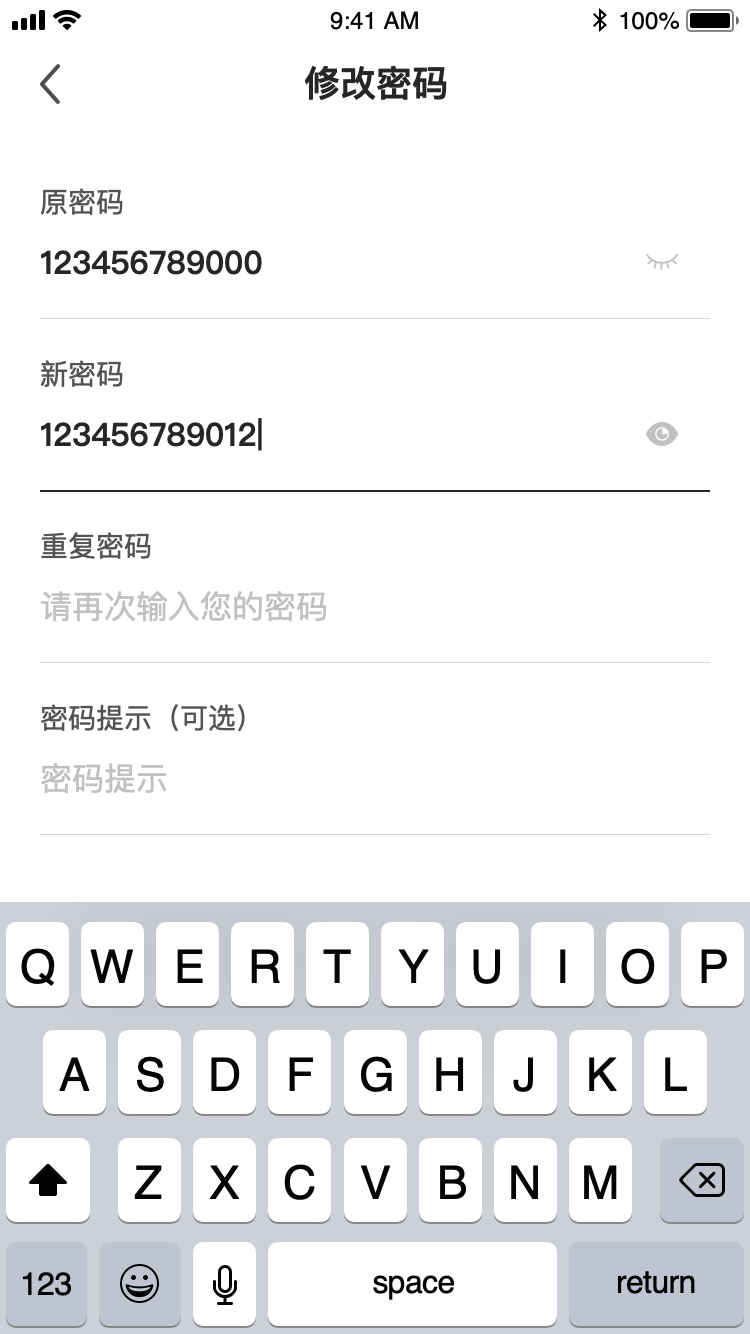 9:41 AM 100%
修改密码
原密码
123456789000
新密码
123456789012
重复密码
请再次输入您的密码
密码提示（可选）
密码提示
Q W E R T Y U I O P
A S D F G H J K L
Z X C V B N M
123 space return